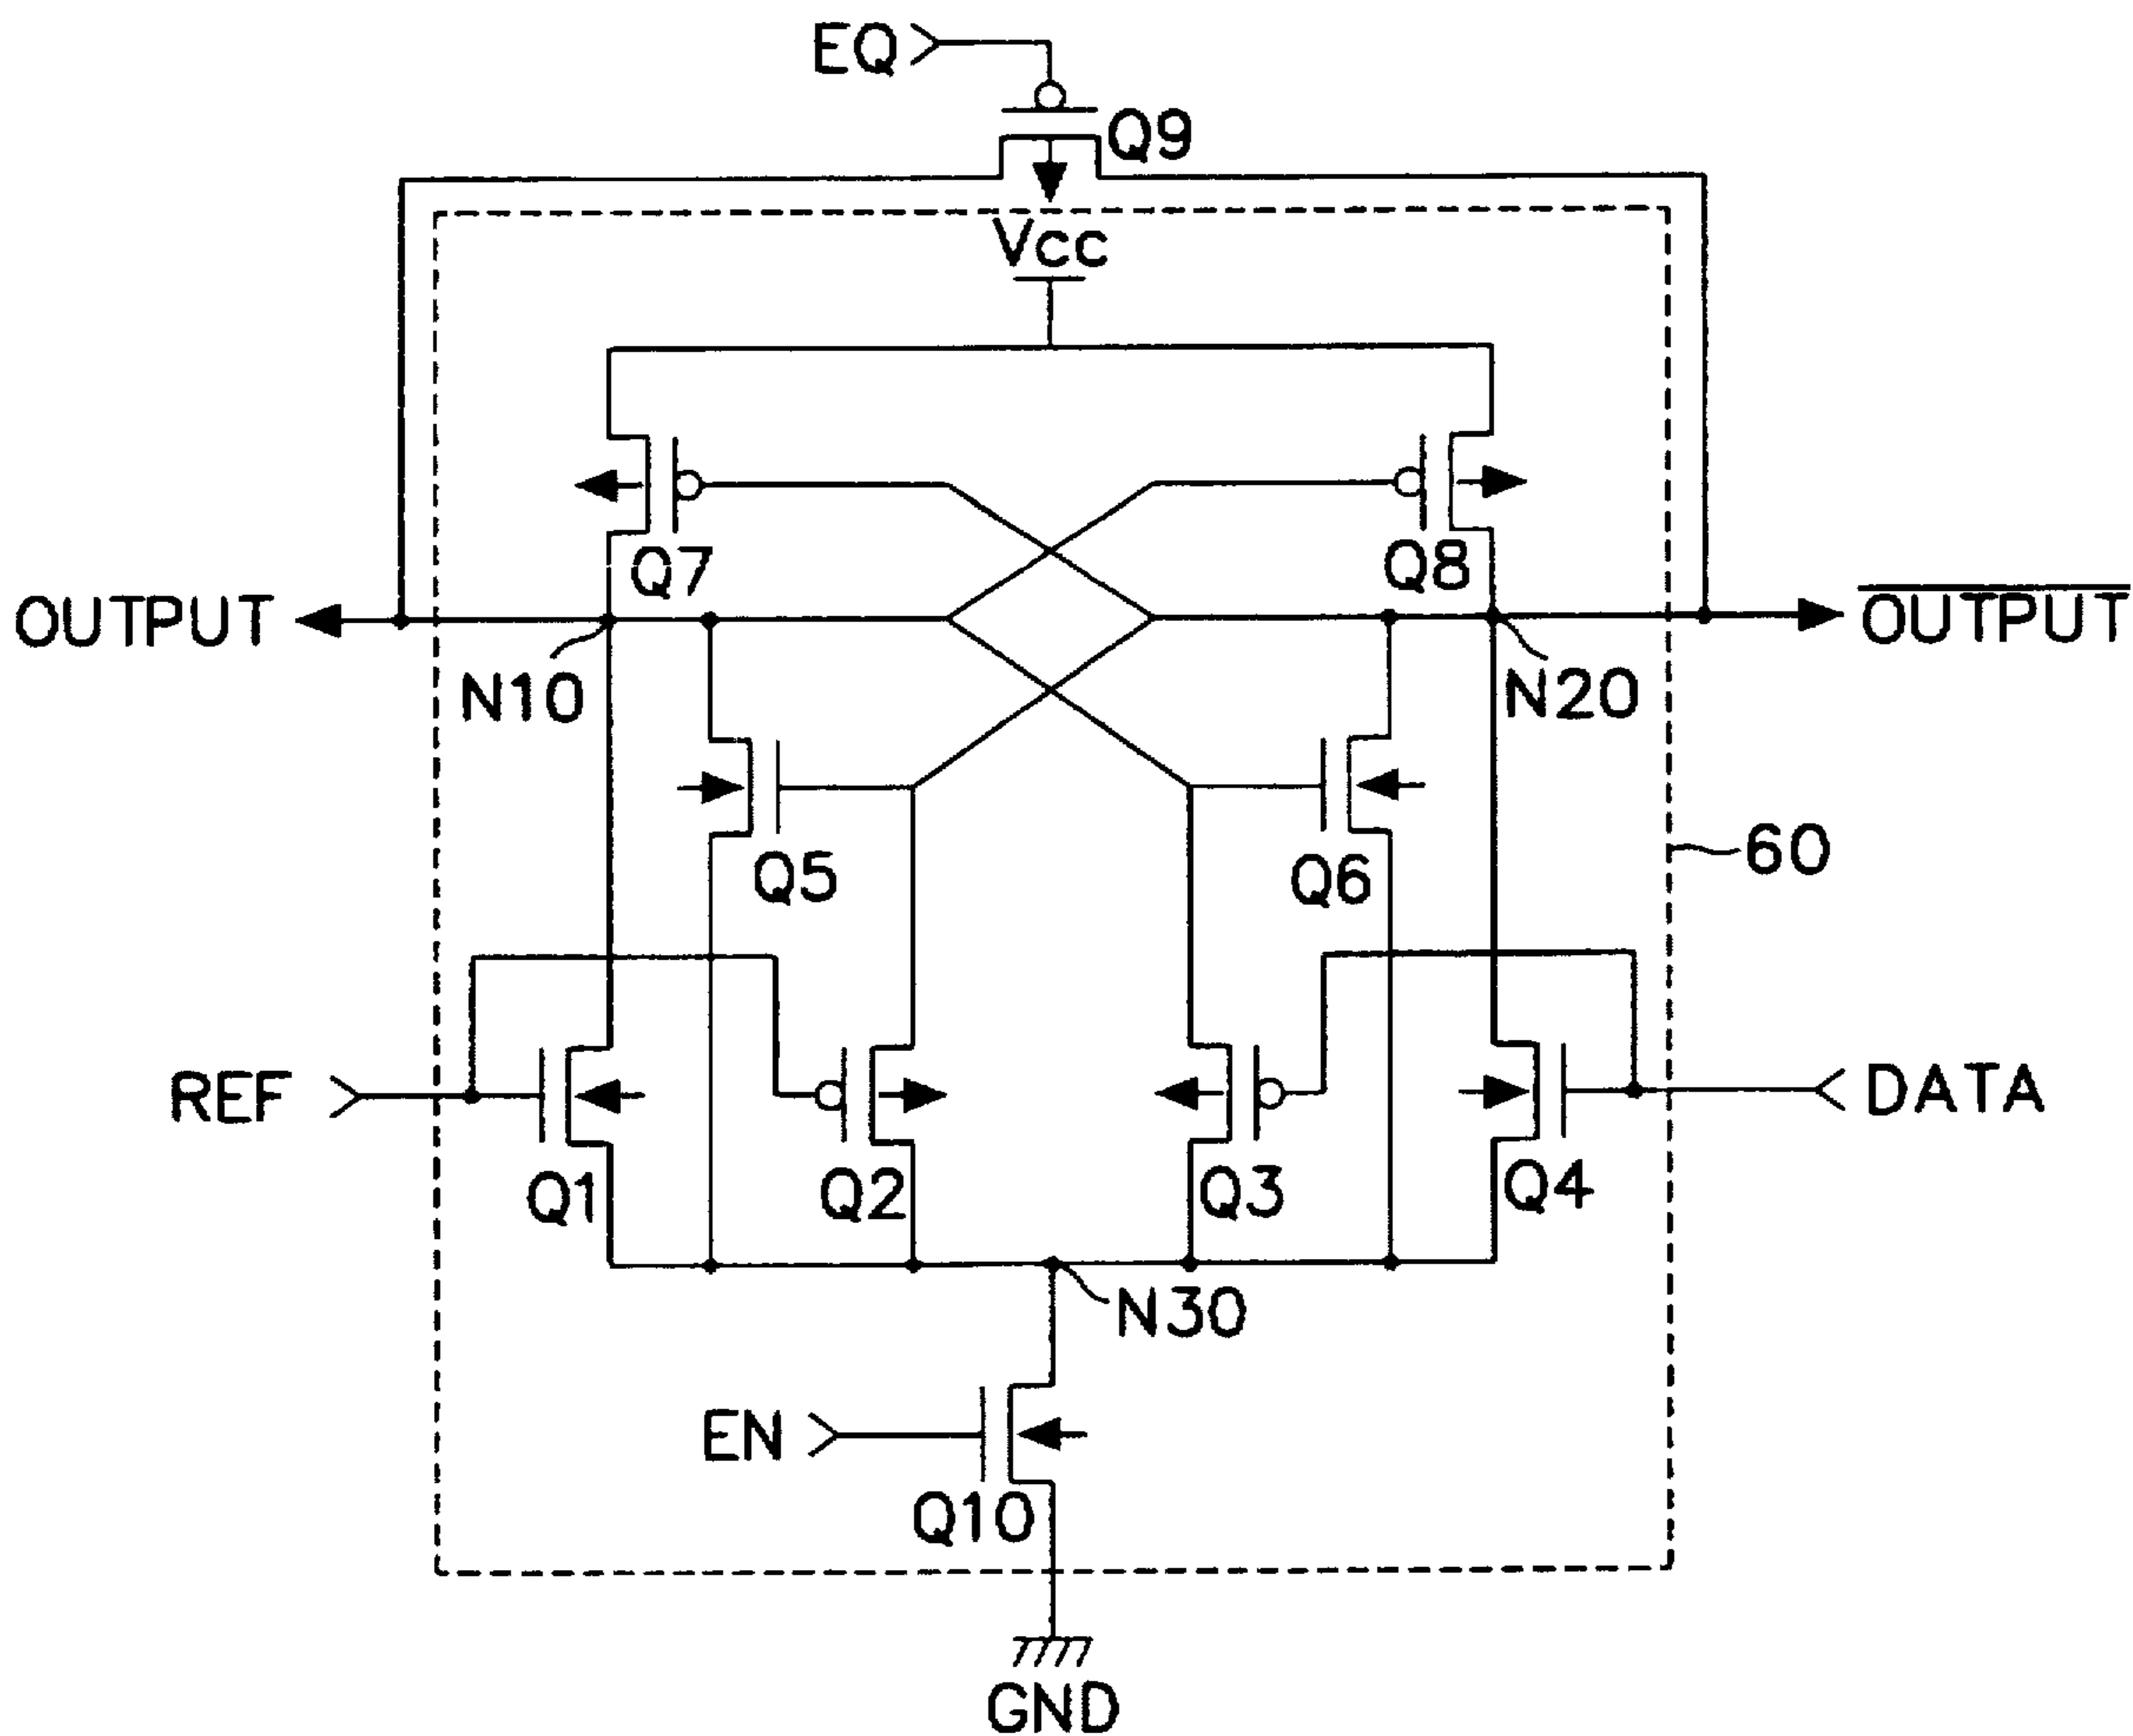 EQ
Q9
Vcc
Q7
Q8
OUTPUT
OUTPUT
N10
N20
Q5
Q6
60
REF
DATA
Q1
Q2
Q3
Q4
N30
EN
Q10
GND